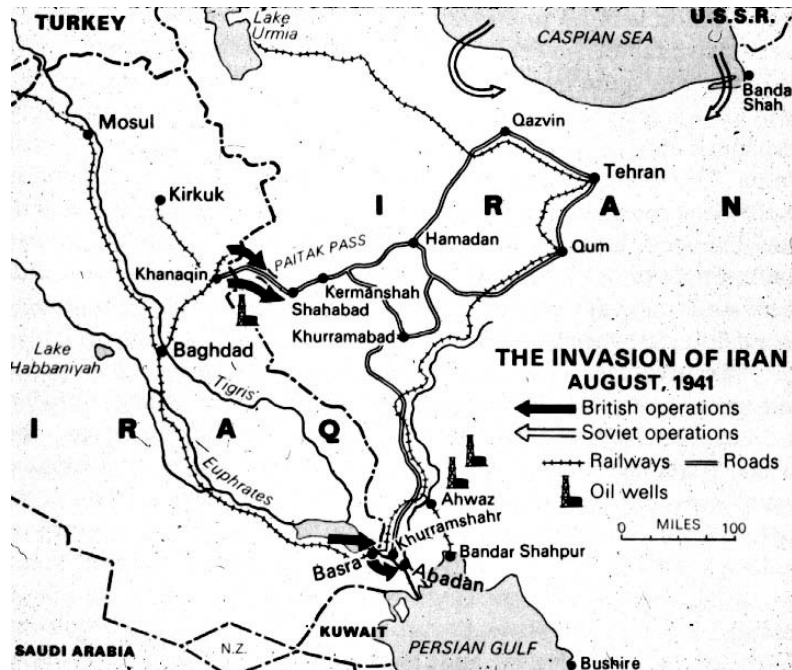 TURKEY
Lake
Urmia
CASPIAN SEA
U.S.S.R.
Banda
Shah
Mosul
Qazvin
Tehran
Kirkuk
I R A N
PAITAK PASS
Hamadan
Qum
Khanaqin
Kermanshah
Shahabad
Khurramabad
Lake
Habbaniyah
Baghdad
Tigris
THE INVASION OF IRAN
AUGUST, 1941
British operations
Soviet operations
Railways
Roads
Oil wells
0 MILES 100
I R A Q
Euphrates
Ahwaz
Khurramshahr
Basra
Bandar Shahpur
Abadan
KUWAIT
SAUDI ARABIA
N.Z.
PERSIAN GULF
Bushire